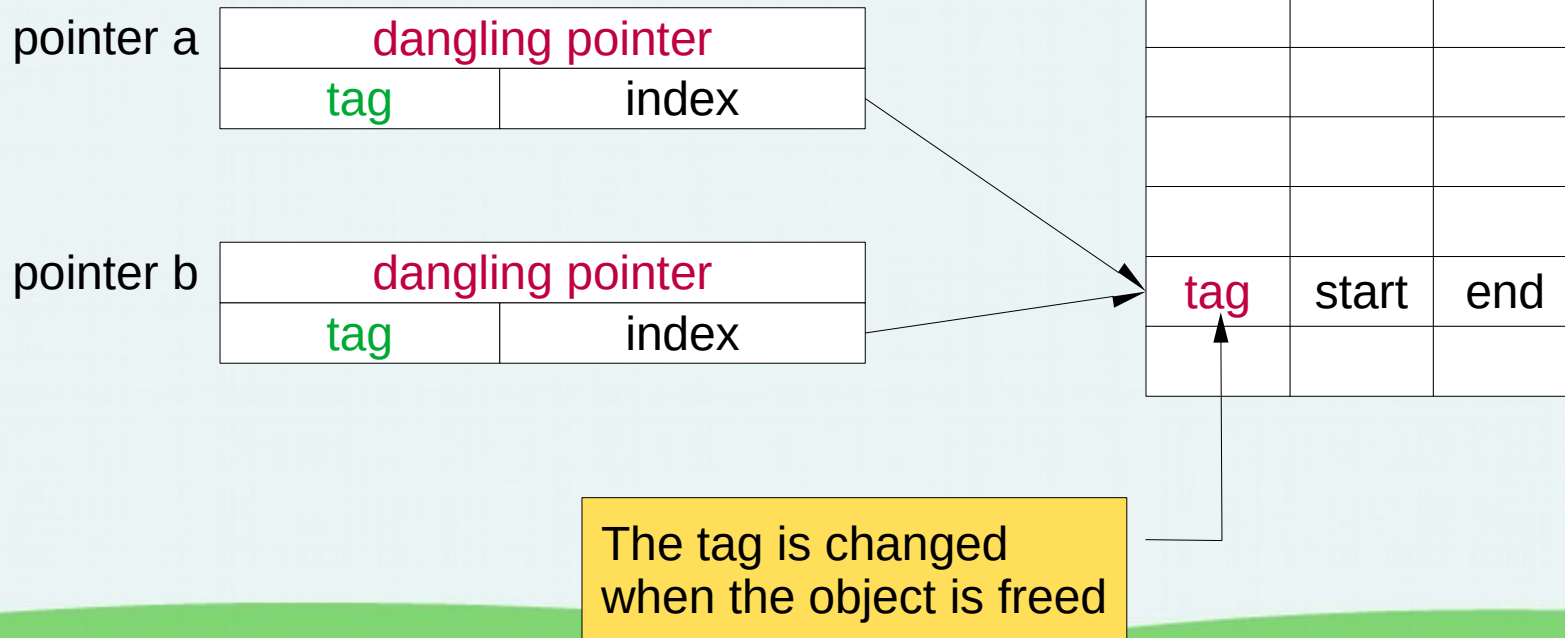 pointer a
dangling pointer
tag index
pointer b
dangling pointer
tag index
tag start end
The tag is changed
when the object is freed